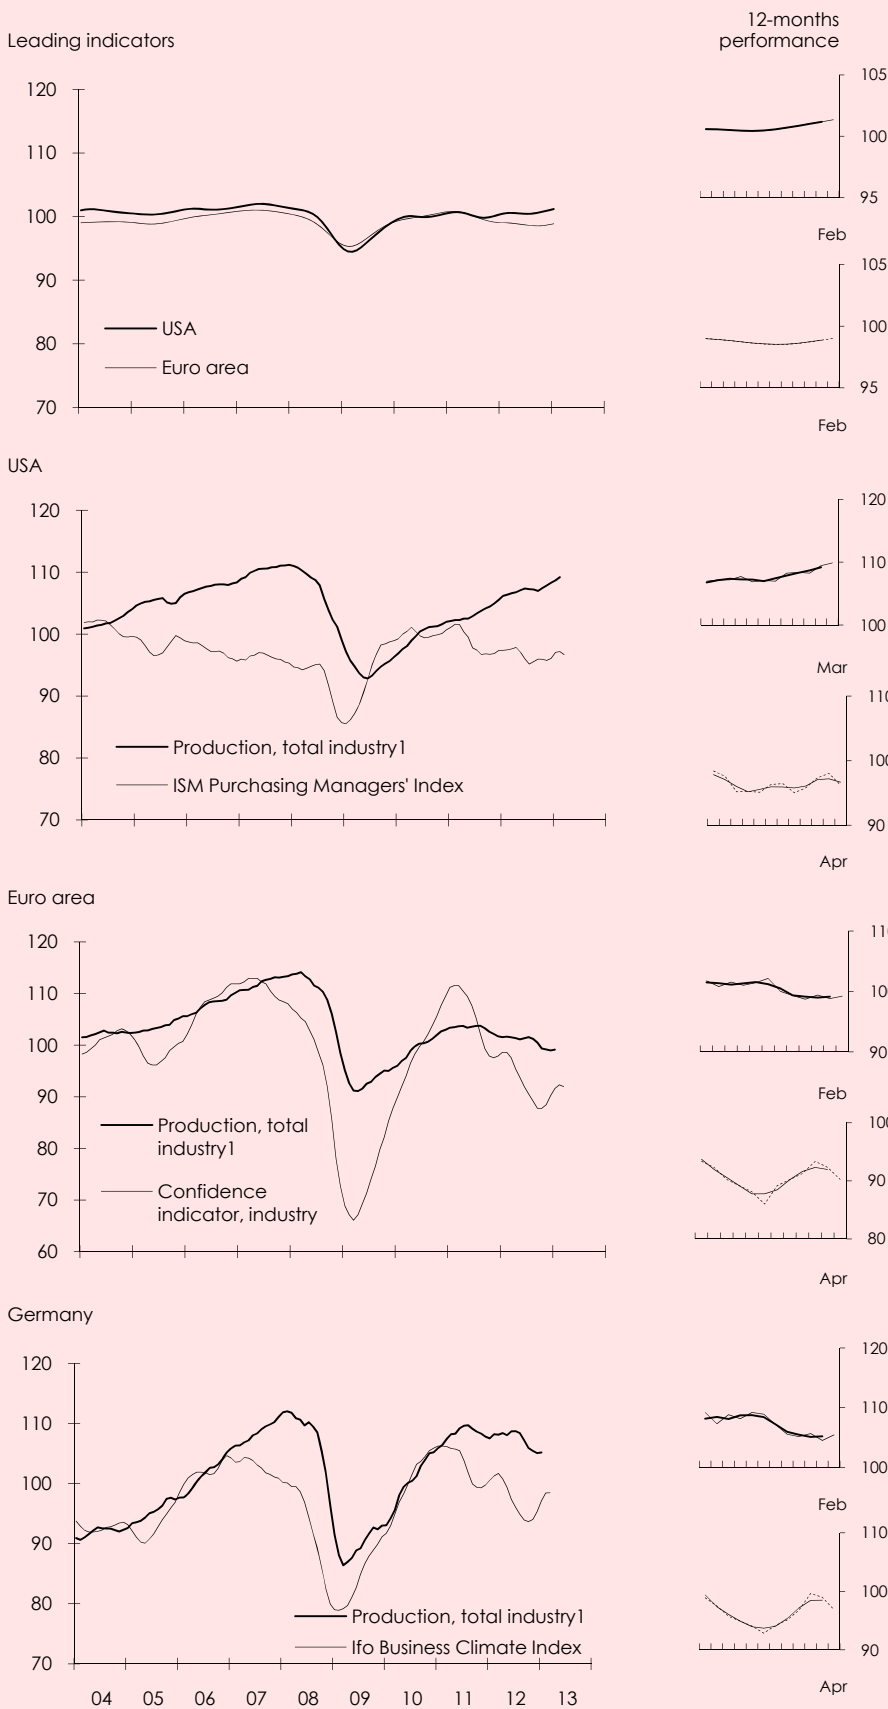 12-months
performance
Leading indicators
120
110
100
90
80
70
USA
Euro area
105
100
95
Feb
105
100
95
Feb
USA
120
110
100
90
80
70
Production, total industry1
ISM Purchasing Managers' Index
120
110
100
Mar
110
100
90
Apr
Euro area
120
110
100
90
80
70
60
Production, total
industry1
Confidence
indicator, industry
110
100
90
Feb
100
90
80
Apr
Germany
120
110
100
90
80
70
Production, total industry1
Ifo Business Climate Index
04 05 06 07 08 09 10 11 12 13
120
110
100
Feb
110
100
90
Apr